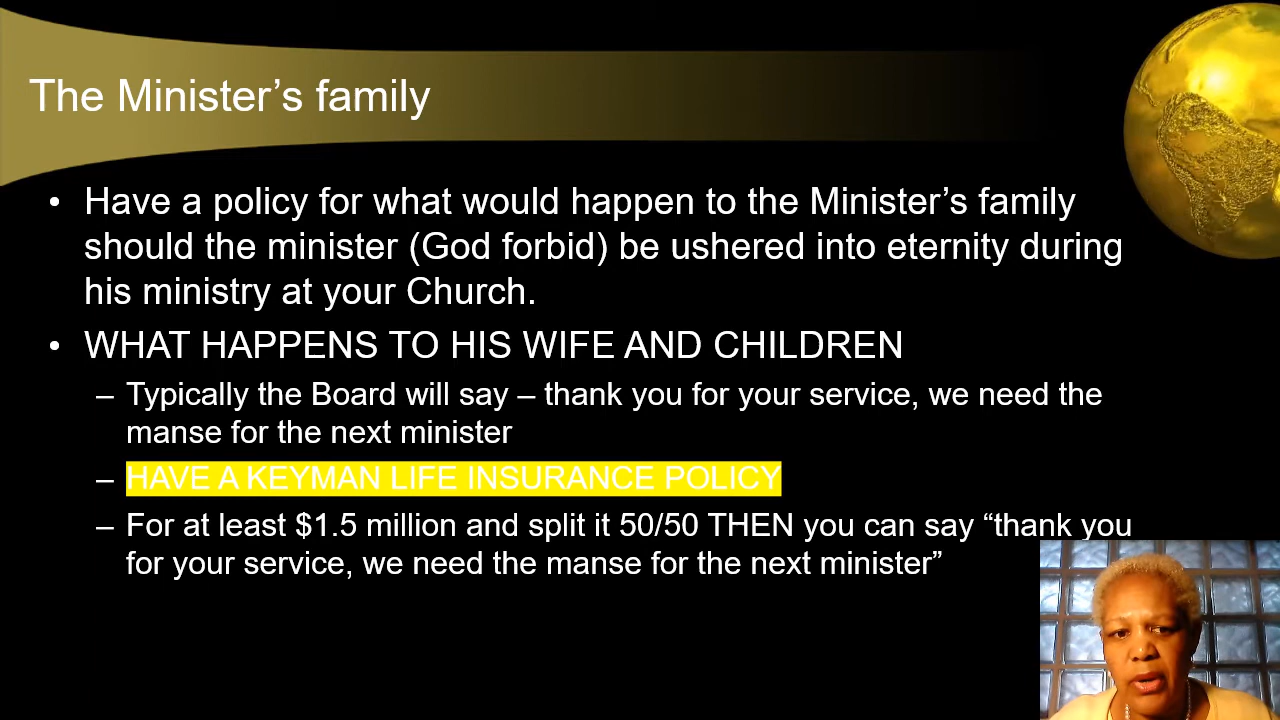 The Minister’s family
• Have a policy for what would happen to the Minister’s family
should the minister (God forbid) be ushered into eternity during
his ministry at your Church.
• WHAT HAPPENS TO HIS WIFE AND CHILDREN
– Typically the Board will say – thank you for your service, we need the
manse for the next minister
– HAVE A KEYMAN LIFE INSURANCE POLICY
– For at least $1.5 million and split it 50/50 THEN you can say “thank you
for your service, we need the manse for the next minister”